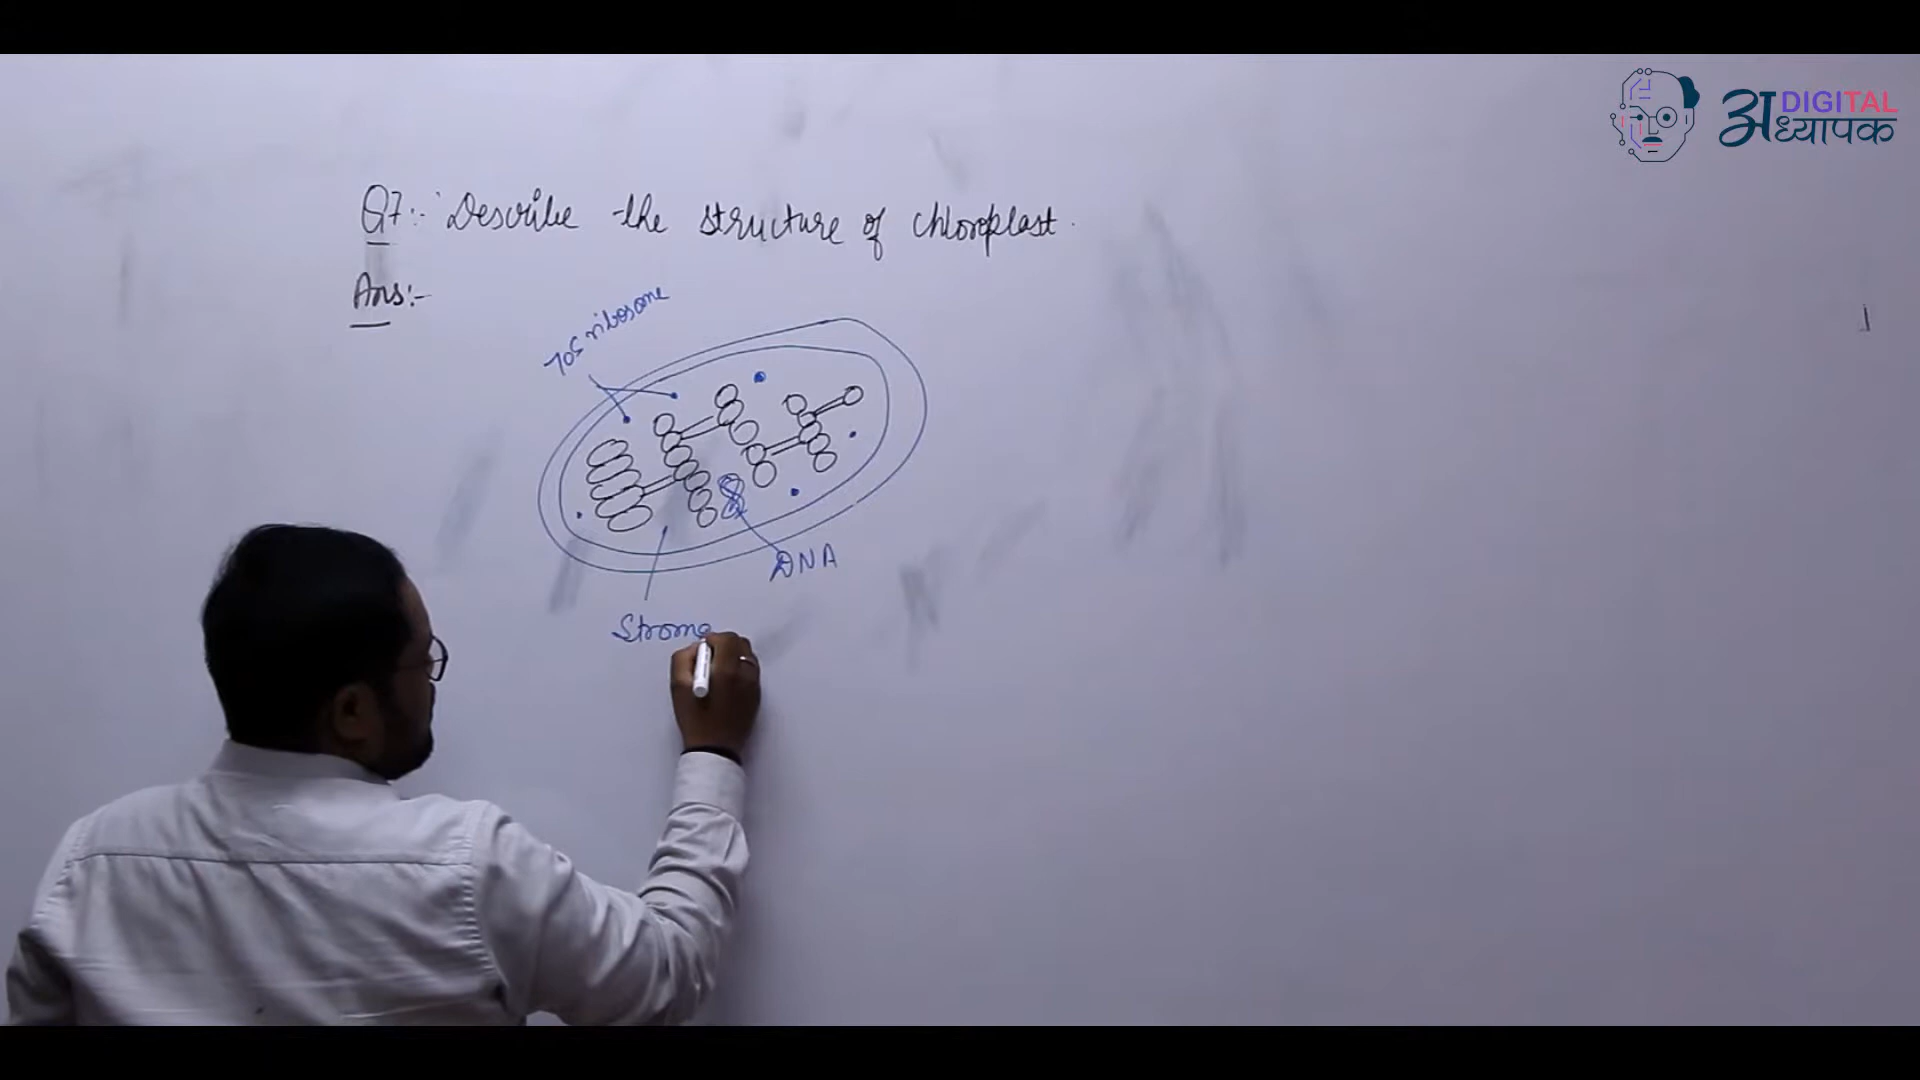 Q7:- Describe the structure of chloroplast.
Ans:-
70S ribosome
DNA
Stroma
DIGITAL
अध्यापक